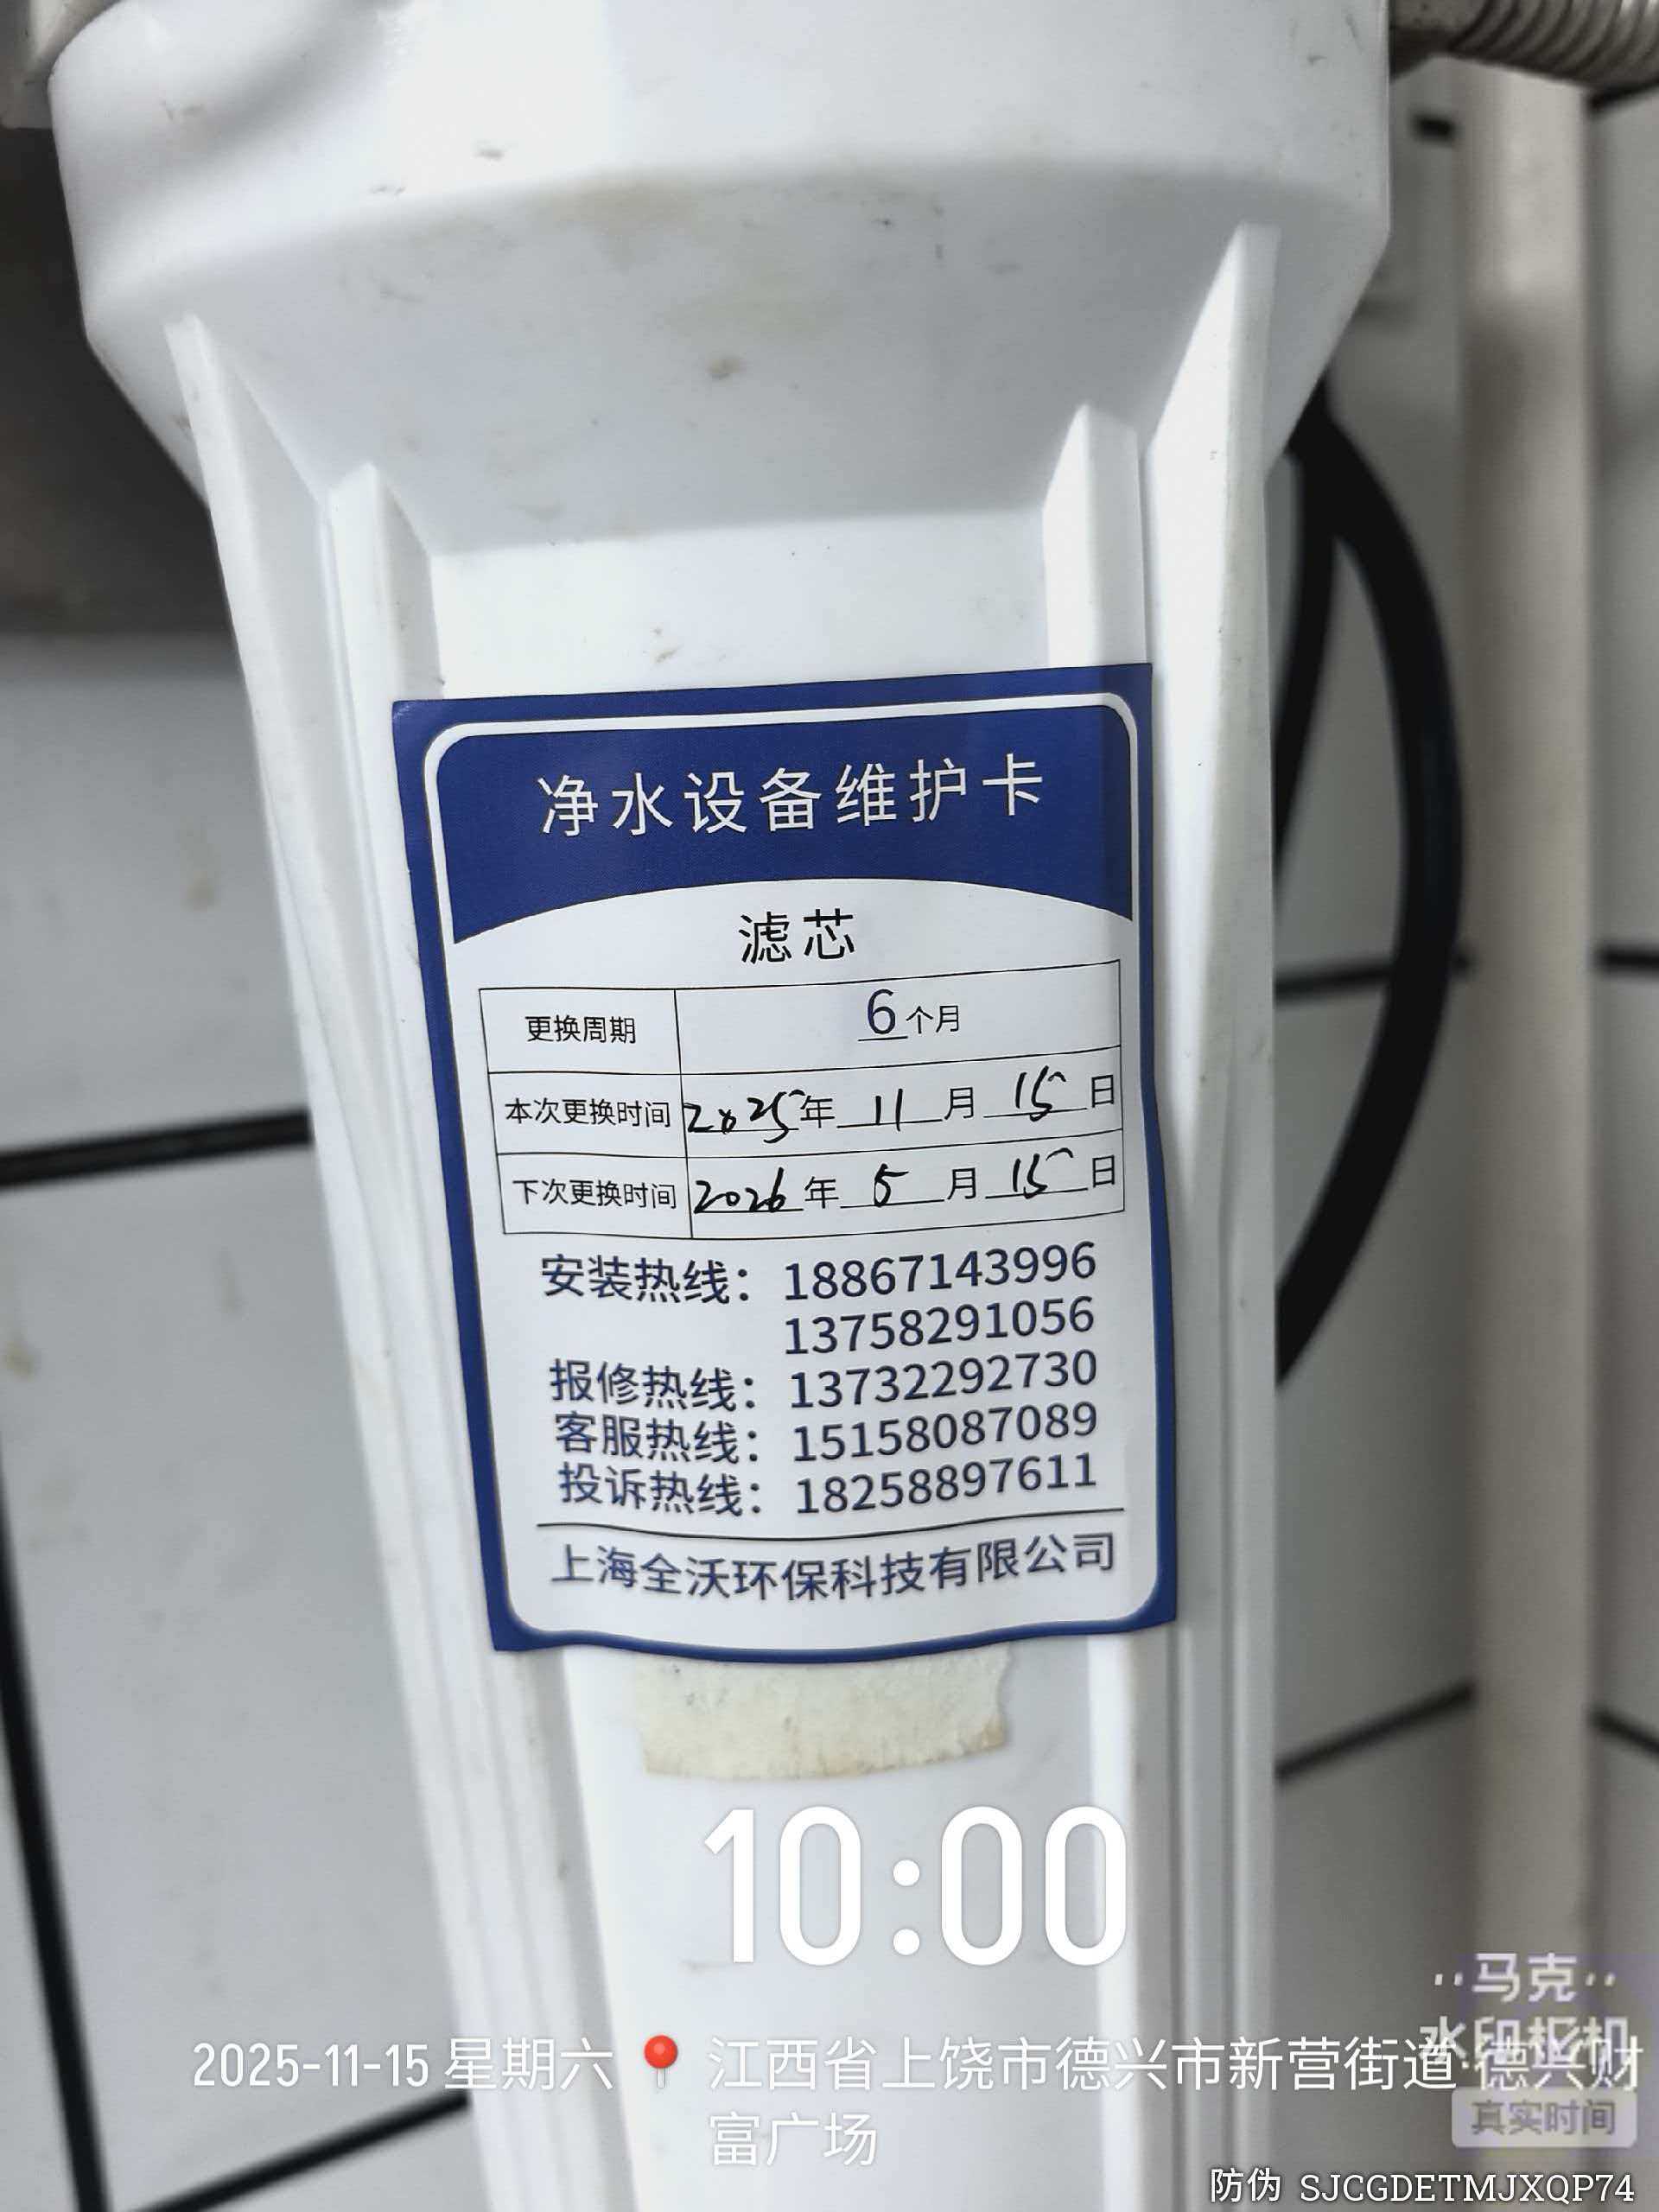 净水设备维护卡
滤芯
更换周期 6个月
本次更换时间 2025年11月15日
下次更换时间 2026年5月15日
安装热线：18867143996
13758291056
报修热线：13732292730
客服热线：15158087089
投诉热线：18258897611
上海全沃环保科技有限公司
10:00
马克
水印相机
2025-11-15 星期六 江西省上饶市德兴市新营街道·德兴财
富广场
真实时间
防伪 SJCGDETMJXQP74